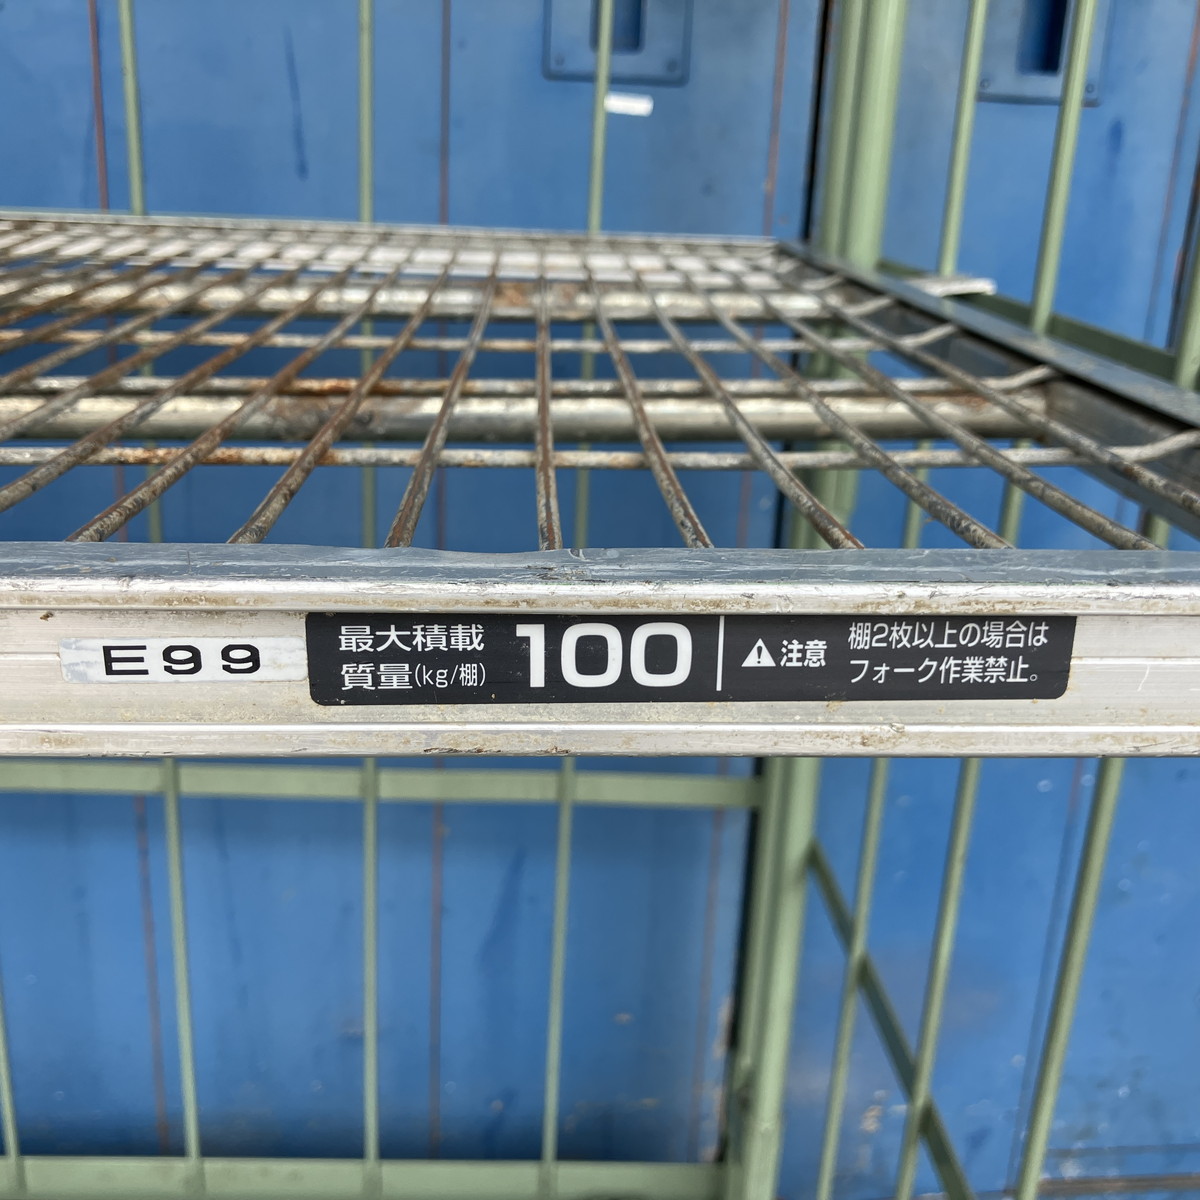 E99
最大積載
質量(kg/棚)
100
注意
棚2枚以上の場合は
フォーク作業禁止。